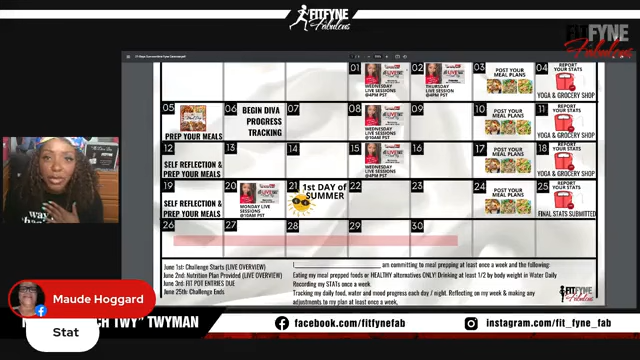 FITFYNE
Fabulous
FITFYNE
Fabulous
01
WEDNESDAY
LIVE SESSIONS
@4PM PST
02
THURSDAY
LIVE SESSION
@4PM PST
03
POST YOUR
MEAL PLANS
04
REPORT
YOUR STATS
YOGA & GROCERY SHOP
05
PREP YOUR MEALS
06
BEGIN DIVA
PROGRESS
TRACKING
07
08
WEDNESDAY
LIVE SESSIONS
@10AM PST
09
10
POST YOUR
MEAL PLANS
11
REPORT
YOUR STATS
YOGA & GROCERY SHOP
12
SELF REFLECTION &
PREP YOUR MEALS
13
14
15
WEDNESDAY
LIVE SESSIONS
@4PM PST
16
17
18
REPORT
YOUR STATS
YOGA & GROCERY SHOP
19
SELF REFLECTION &
PREP YOUR MEALS
20
MONDAY LIVE
SESSIONS
@10AM PST
21
1st DAY of
SUMMER
22
23
24
POST YOUR
MEAL PLANS
25
REPORT
YOUR STATS
FINAL STATS SUBMITTED
26
27
28
29
30
June 1st: Challenge Starts (LIVE OVERVIEW)
June 2nd: Nutrition Plan Provided (LIVE OVERVIEW)
June 3rd: FIT POT ENTRIES DUE
June 25th: Challenge Ends
I am committing to meal prepping at least once a week and the following:
Eating my meal prepped foods or HEALTHY alternatives ONLY! Drinking at least 1/2 by body weight in Water Daily
Recording my STATs once a week
Tracking my daily food, water and mood progress each day / night. Reflecting on my week & making any
adjustments to my plan at least once a week,
FITFYNE
Fabulous
Maude Hoggard
Stat
TWY" TWYMAN
facebook.com/fitfynefab
instagram.com/fit_fyne_fab